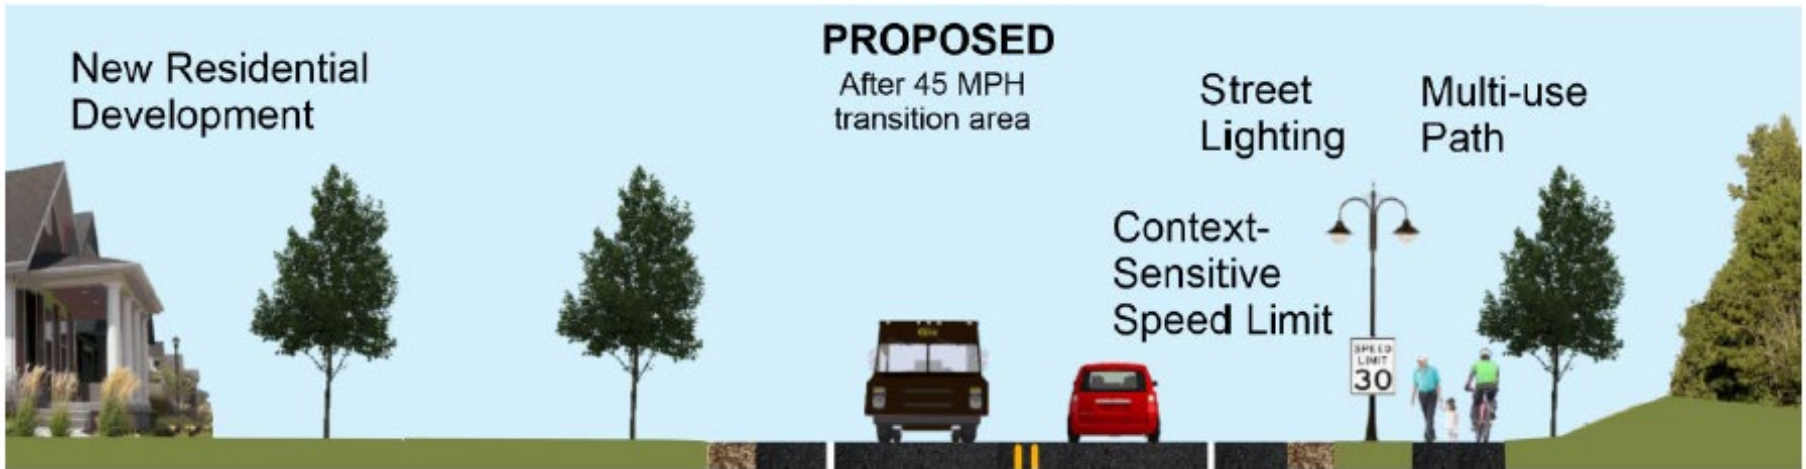 PROPOSED
After 45 MPH
transition area
New Residential
Development
Street
Lighting
Multi-use
Path
Context-
Sensitive
Speed Limit
SPEED
LIMIT
30